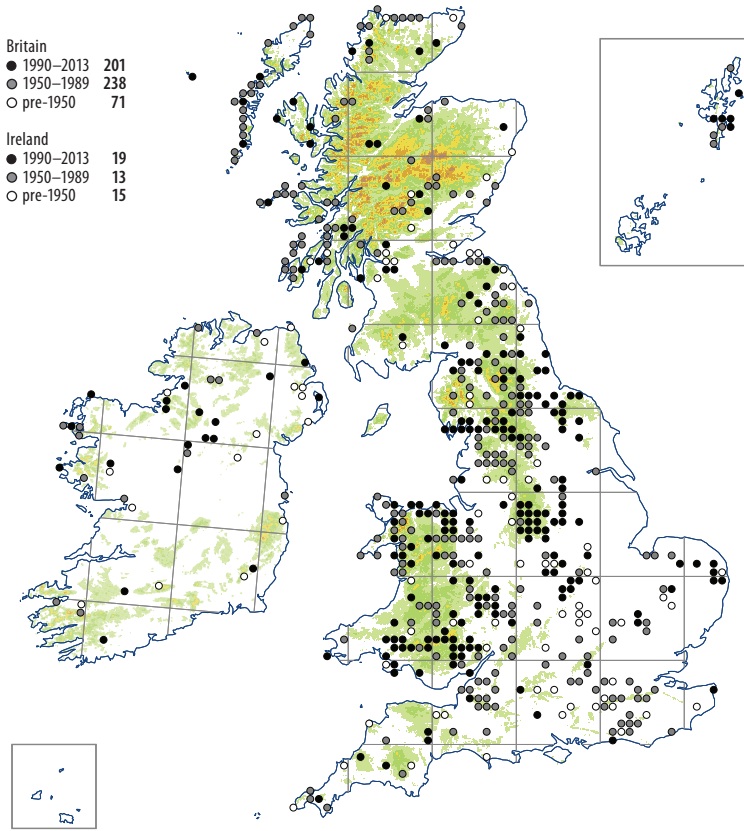 Britain
● 1990–2013 201
● 1950–1989 238
○ pre-1950 71
Ireland
● 1990–2013 19
● 1950–1989 13
○ pre-1950 15